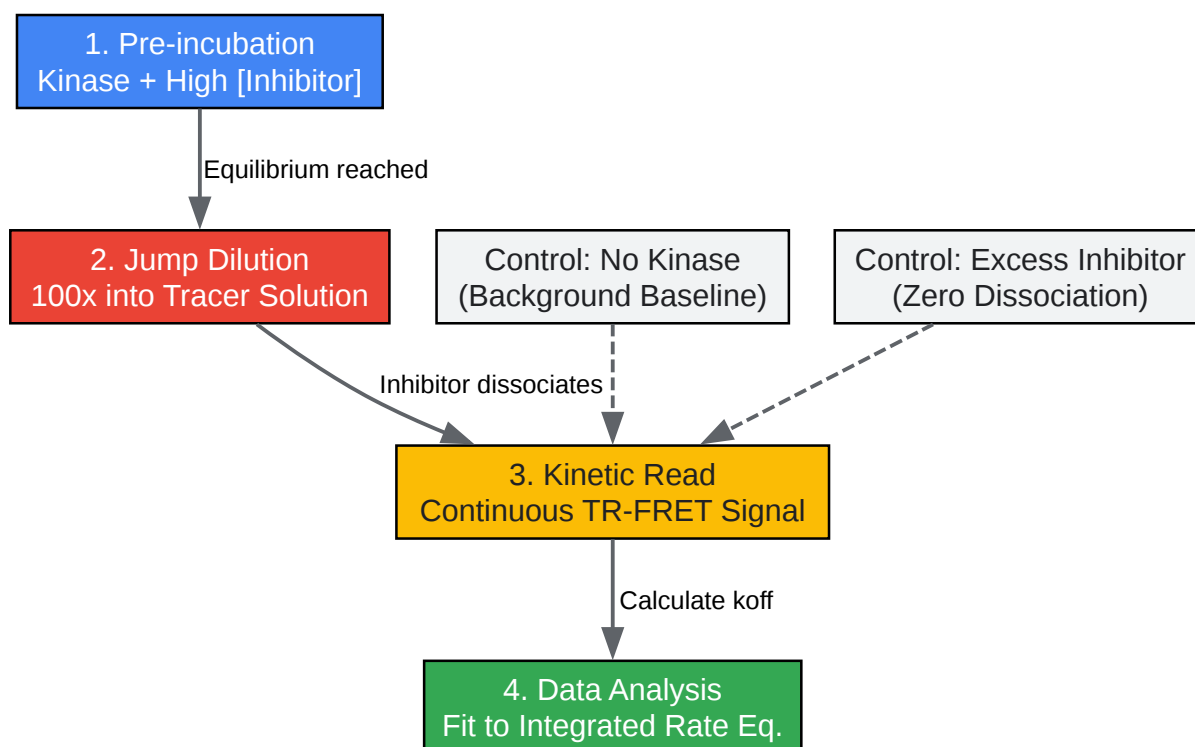 1. Pre-incubation
Kinase + High [Inhibitor]
Equilibrium reached
2. Jump Dilution
100x into Tracer Solution
Control: No Kinase
(Background Baseline)
Control: Excess Inhibitor
(Zero Dissociation)
Inhibitor dissociates
3. Kinetic Read
Continuous TR-FRET Signal
Calculate koff
4. Data Analysis
Fit to Integrated Rate Eq.